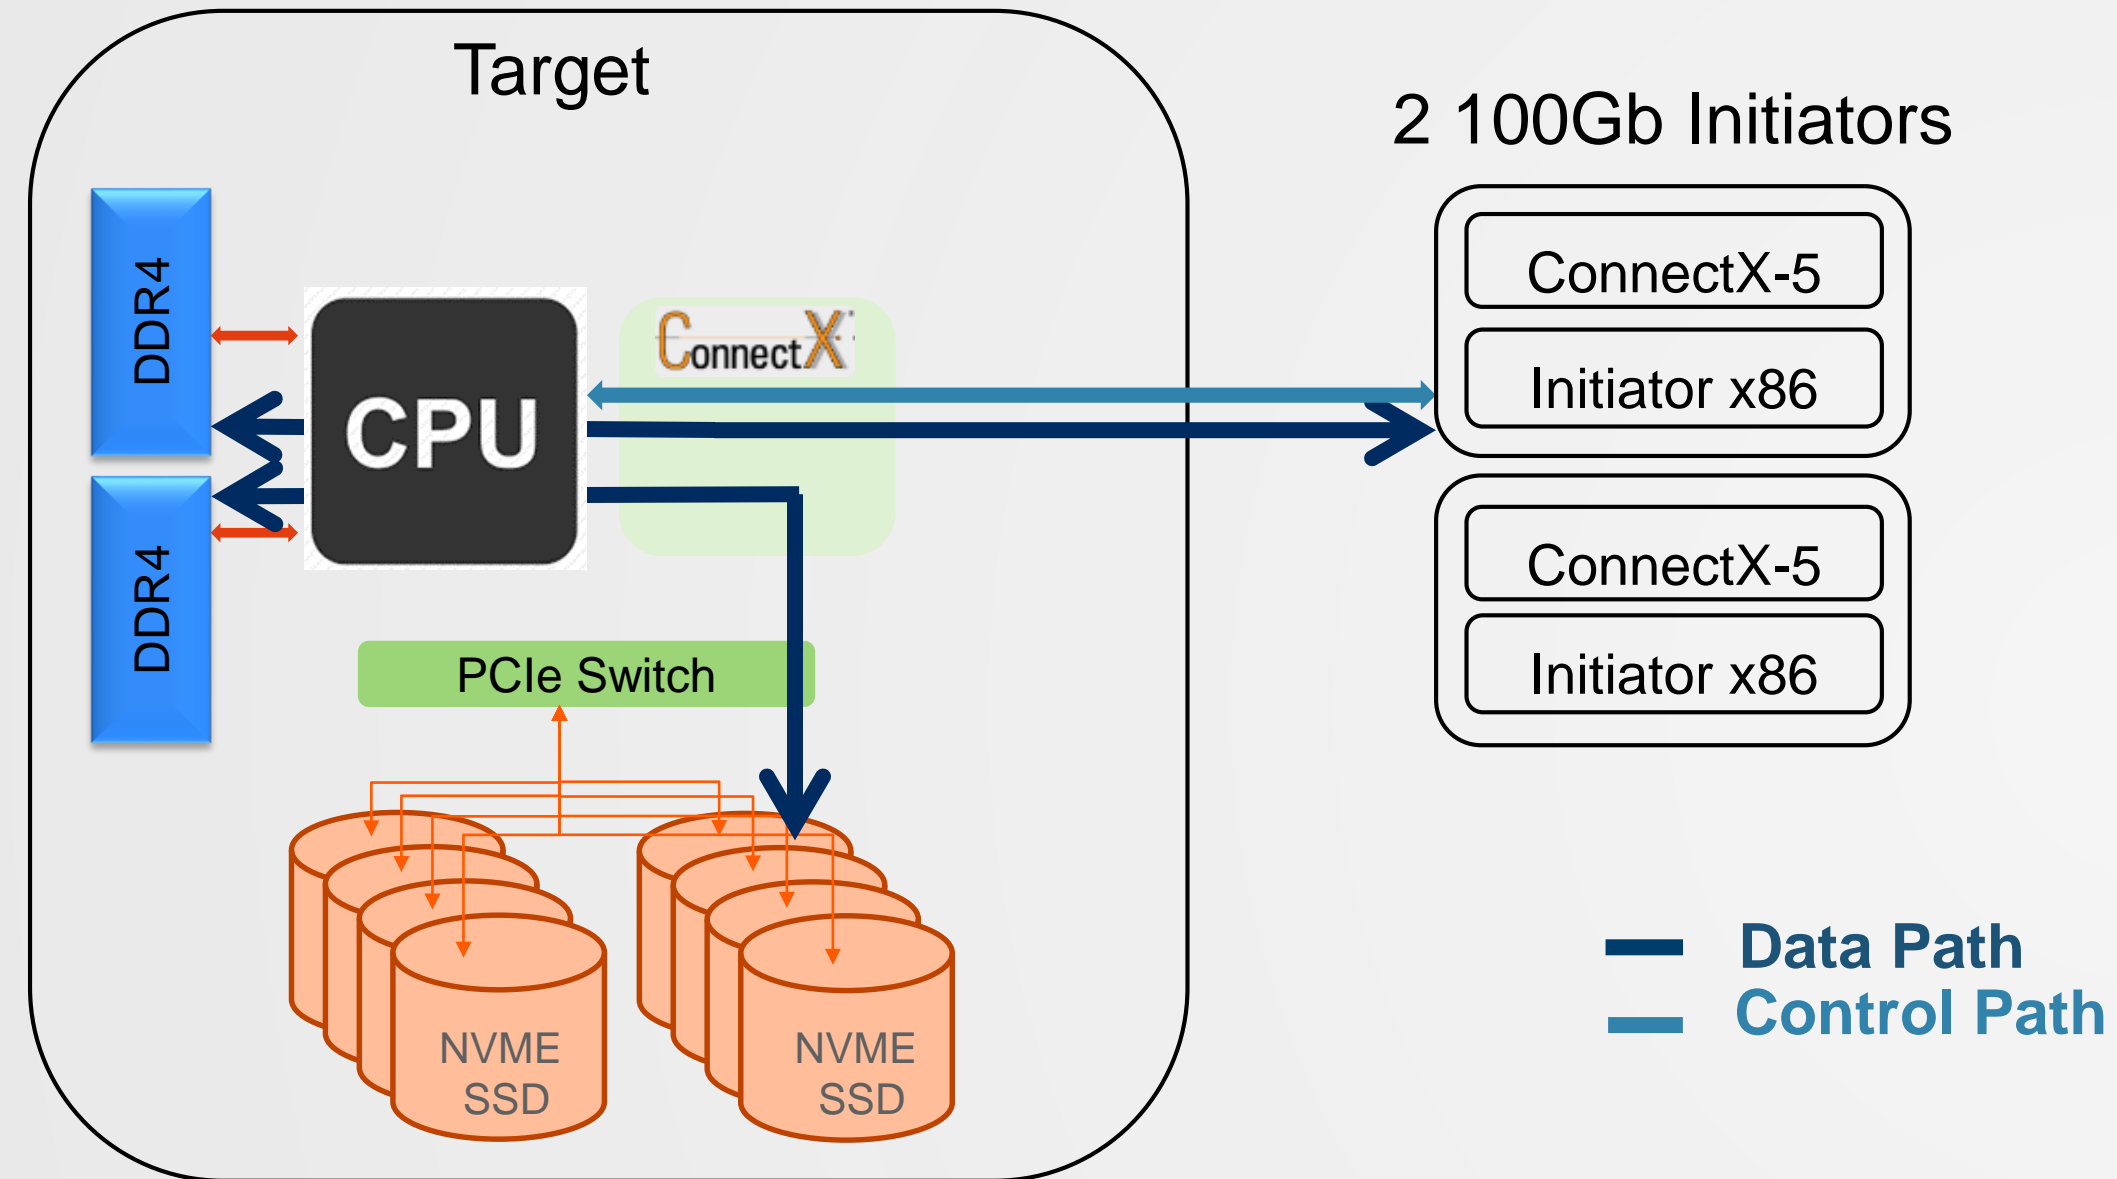 Target
2 100Gb Initiators
DDR4
DDR4
CPU
ConnectX
ConnectX-5
Initiator x86
ConnectX-5
Initiator x86
PCIe Switch
NVME
SSD
NVME
SSD
Data Path
Control Path